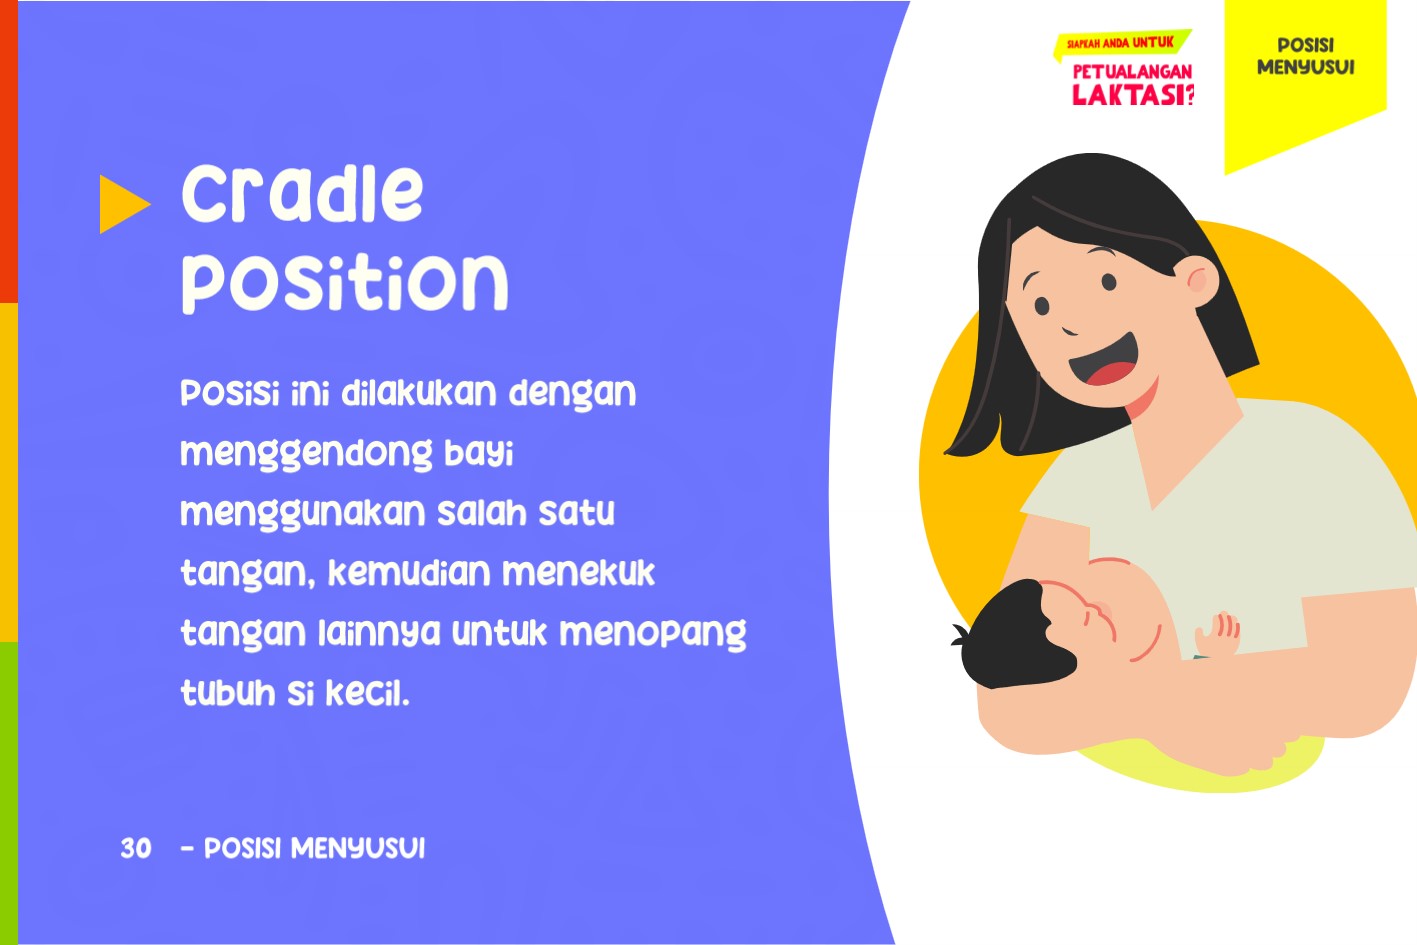 SIAPKAH ANDA UNTUK
PETUALANGAN
LAKTASI?
POSISI
MENYUSUI
Cradle
position
Posisi ini dilakukan dengan
menggendong bayi
menggunakan salah satu
tangan, kemudian menekuk
tangan lainnya untuk menopang
tubuh si kecil.
30 - POSISI MENYUSUI